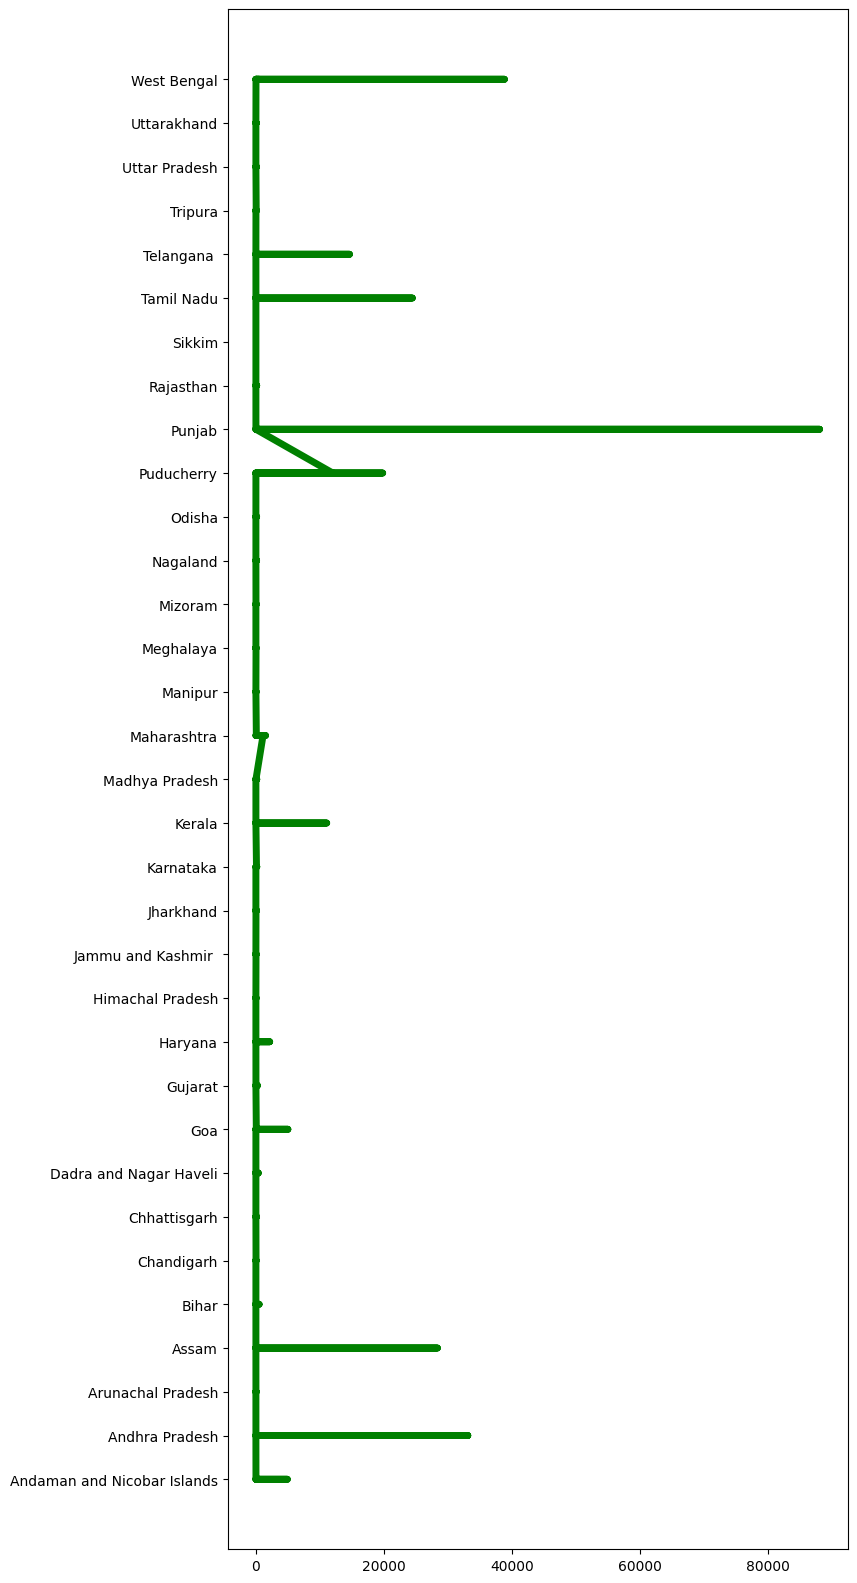 West Bengal
Uttarakhand
Uttar Pradesh
Tripura
Telangana
Tamil Nadu
Sikkim
Rajasthan
Punjab
Puducherry
Odisha
Nagaland
Mizoram
Meghalaya
Manipur
Maharashtra
Madhya Pradesh
Kerala
Karnataka
Jharkhand
Jammu and Kashmir
Himachal Pradesh
Haryana
Gujarat
Goa
Dadra and Nagar Haveli
Chhattisgarh
Chandigarh
Bihar
Assam
Arunachal Pradesh
Andhra Pradesh
Andaman and Nicobar Islands
0 20000 40000 60000 80000